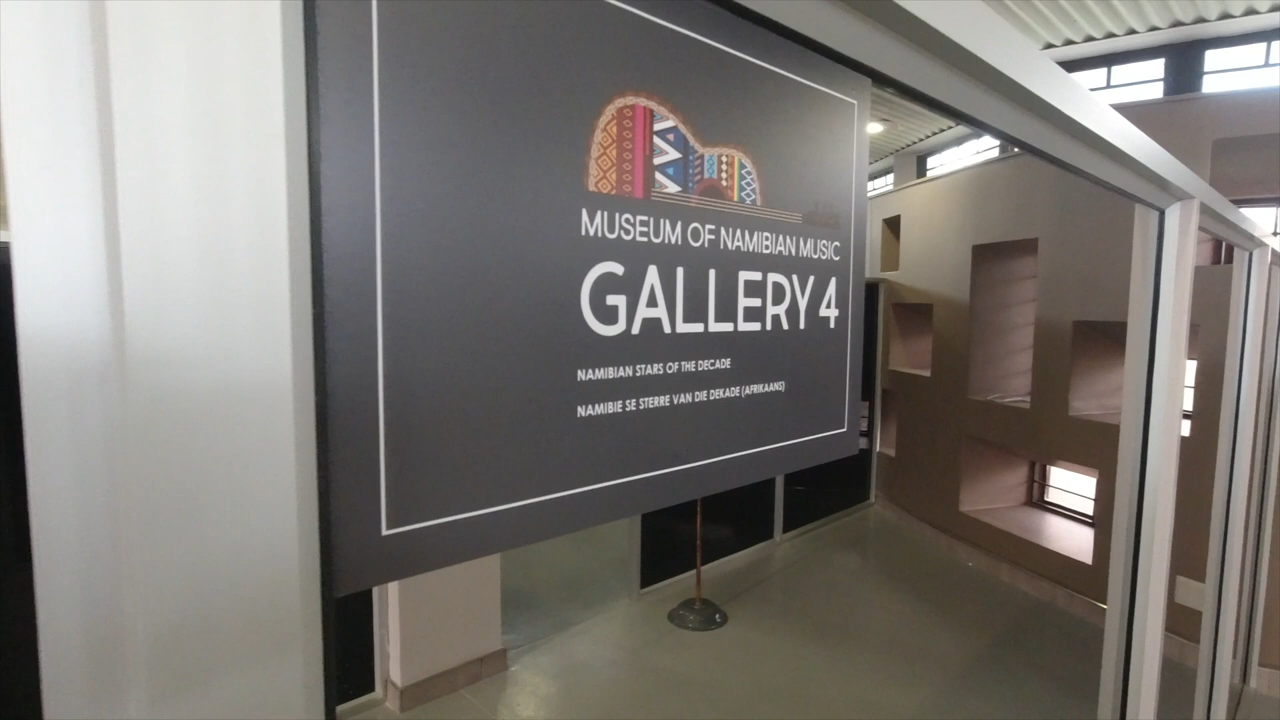 MUSEUM OF NAMIBIAN MUSIC
GALLERY 4
NAMIBIAN STARS OF THE DECADE
NAMIBIE SE STERRE VAN DIE DEKADE (AFRIKAANS)